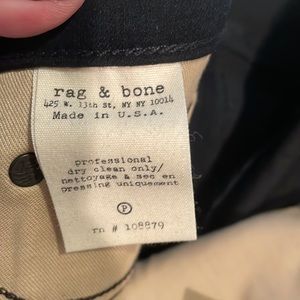 rag & bone
425 W. 13th St, NY NY 10014
Made in U.S.A.
professional
dry clean only/
nettoyage à sec en
pressing uniquement
P
rn # 108879